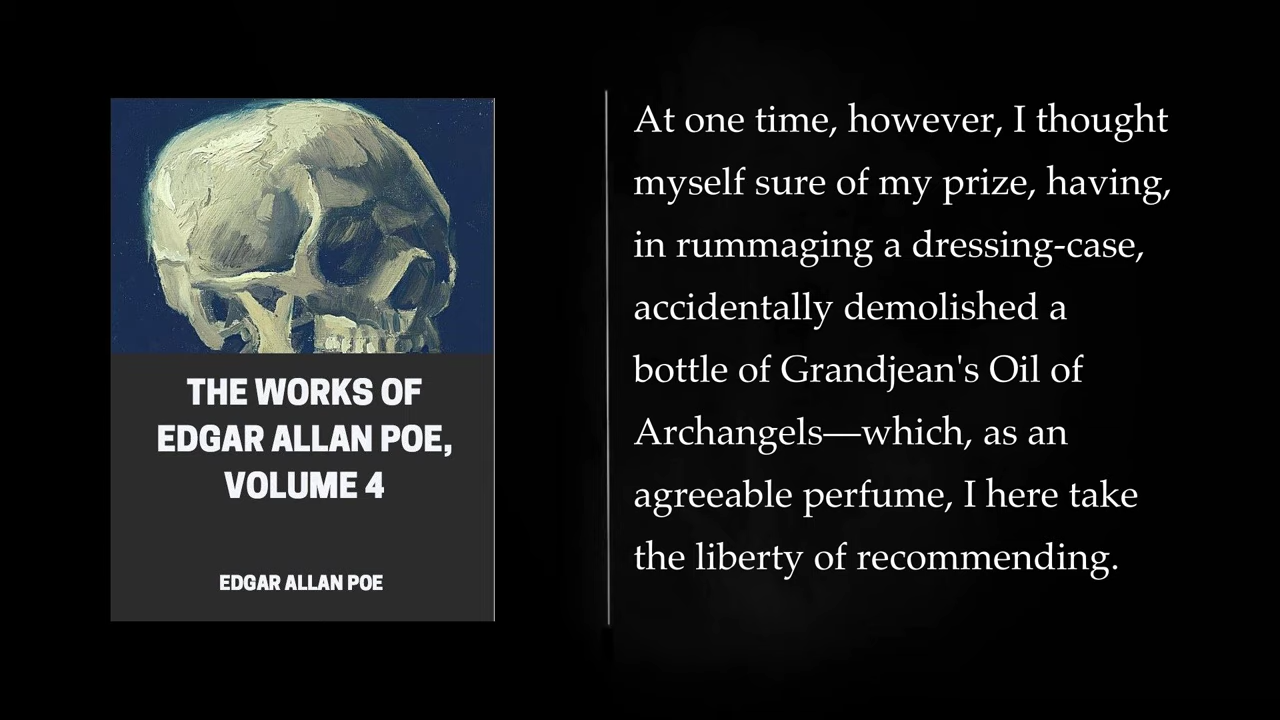 THE WORKS OF
EDGAR ALLAN POE,
VOLUME 4
EDGAR ALLAN POE
At one time, however, I thought
myself sure of my prize, having,
in rummaging a dressing-case,
accidentally demolished a
bottle of Grandjean's Oil of
Archangels—which, as an
agreeable perfume, I here take
the liberty of recommending.